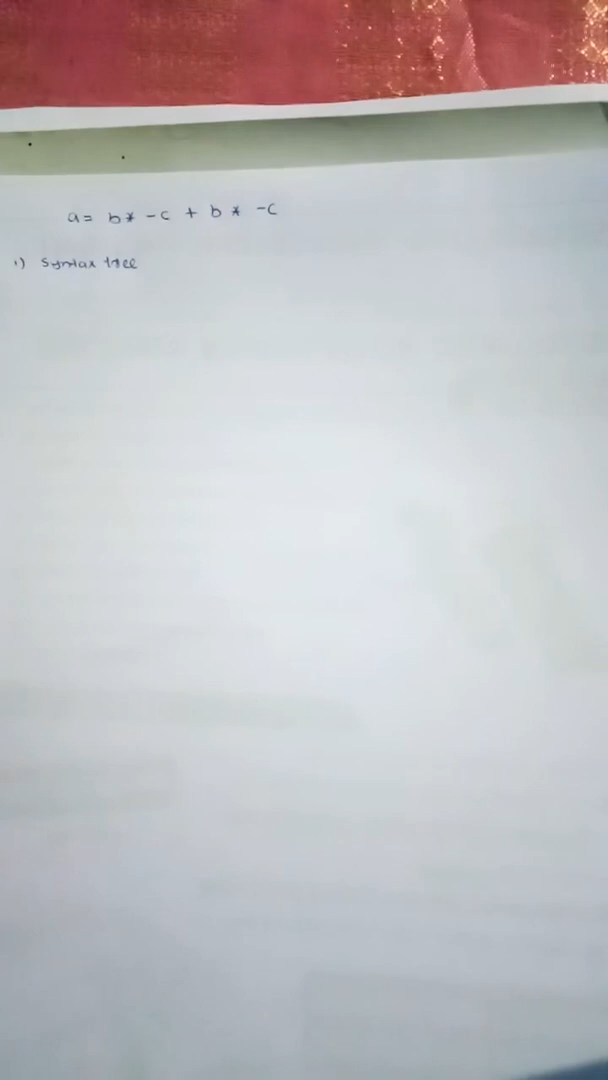 a = b * - c + b * - c
1) Syntax tree